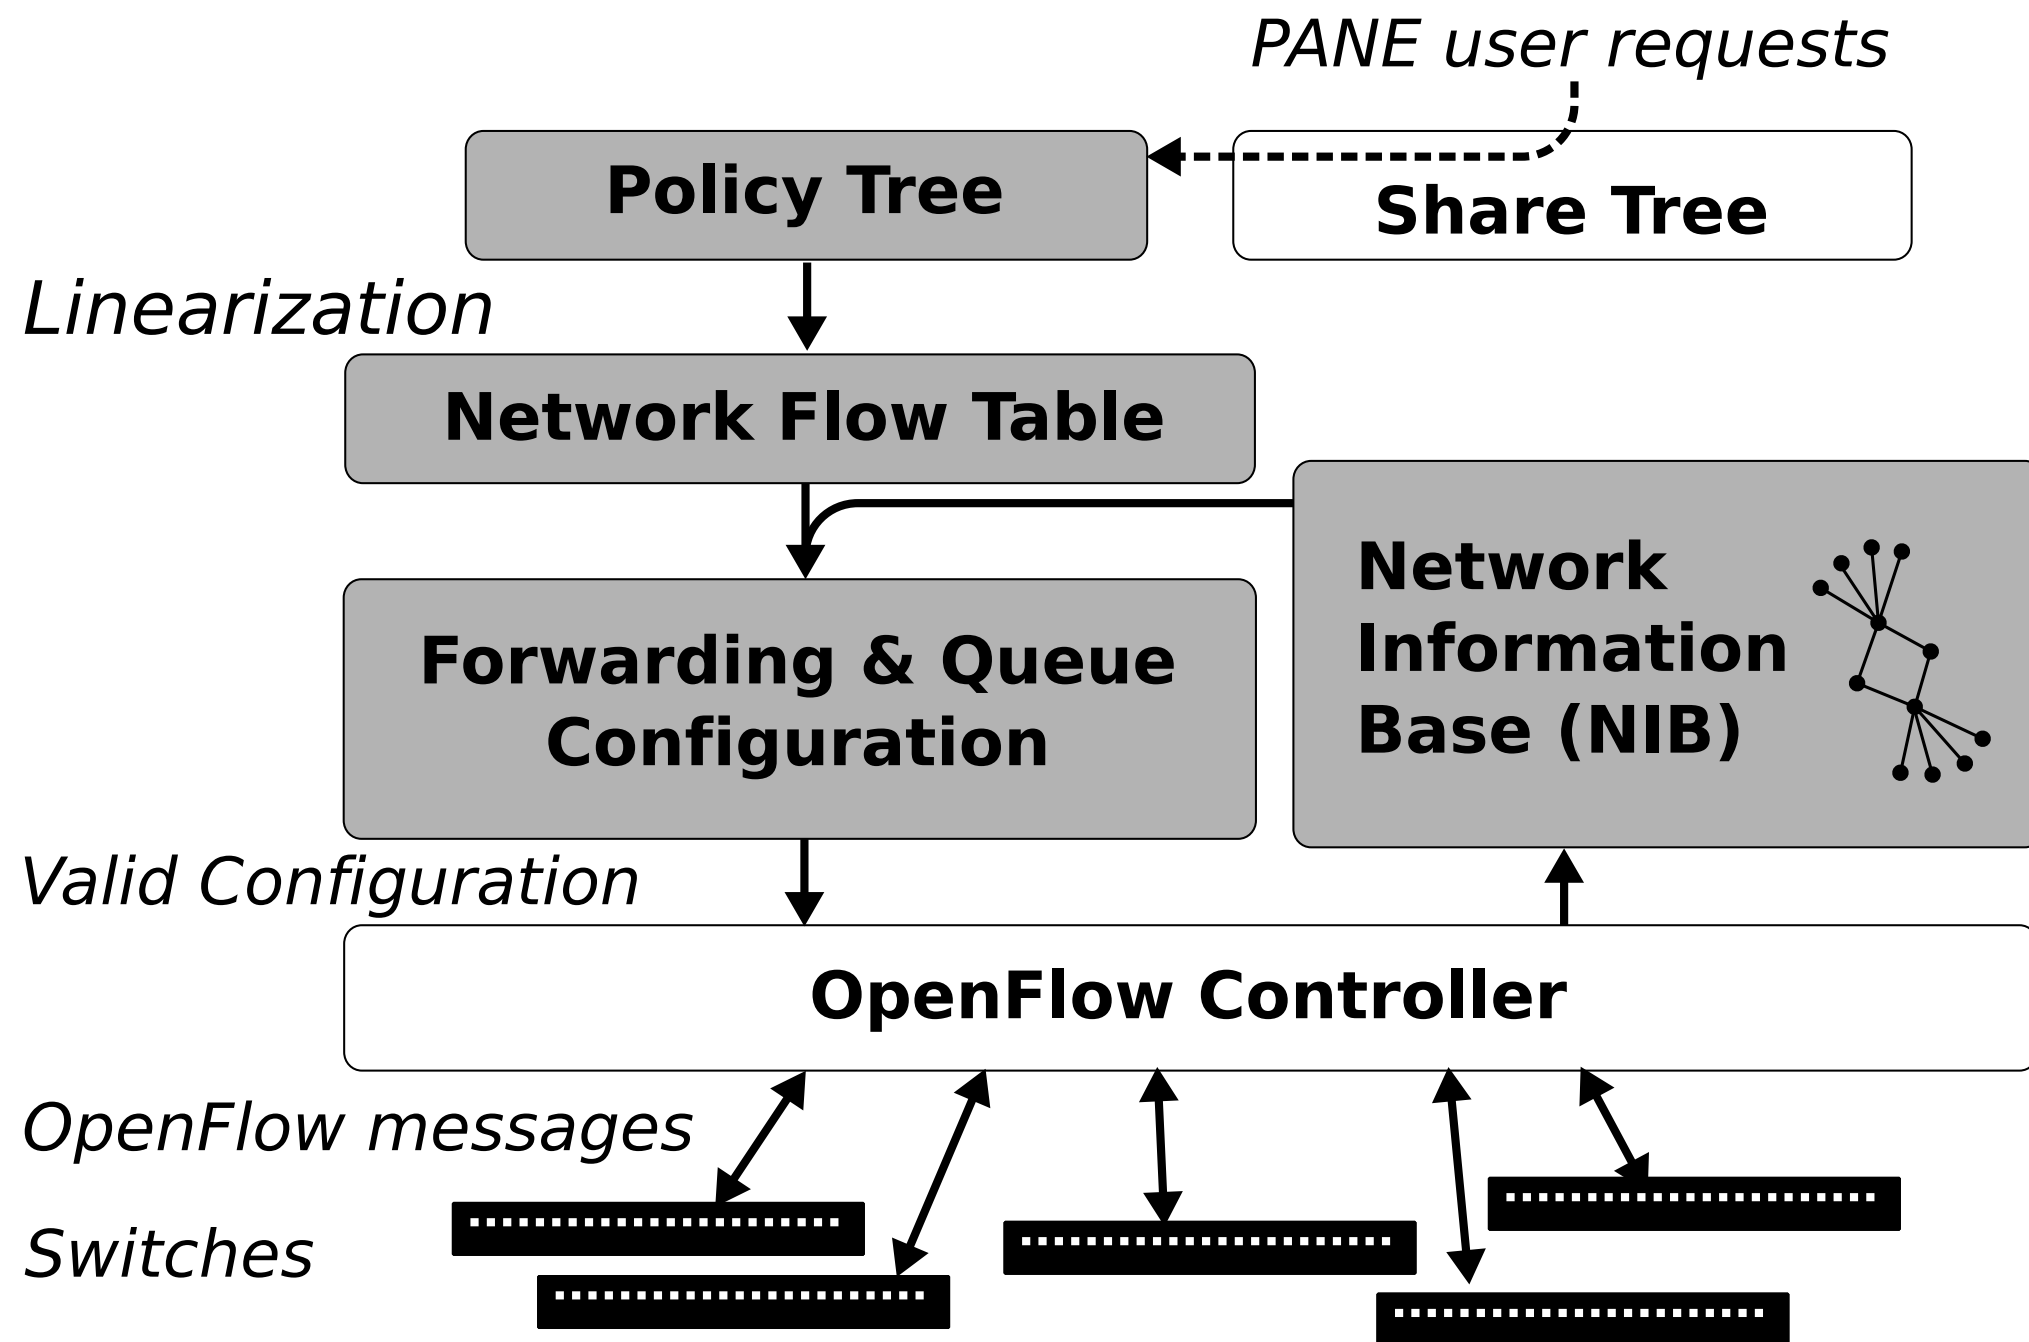 PANE user requests
Policy Tree
Share Tree
Linearization
Network Flow Table
Network
Information
Base (NIB)
Forwarding & Queue
Configuration
Valid Configuration
OpenFlow Controller
OpenFlow messages
Switches